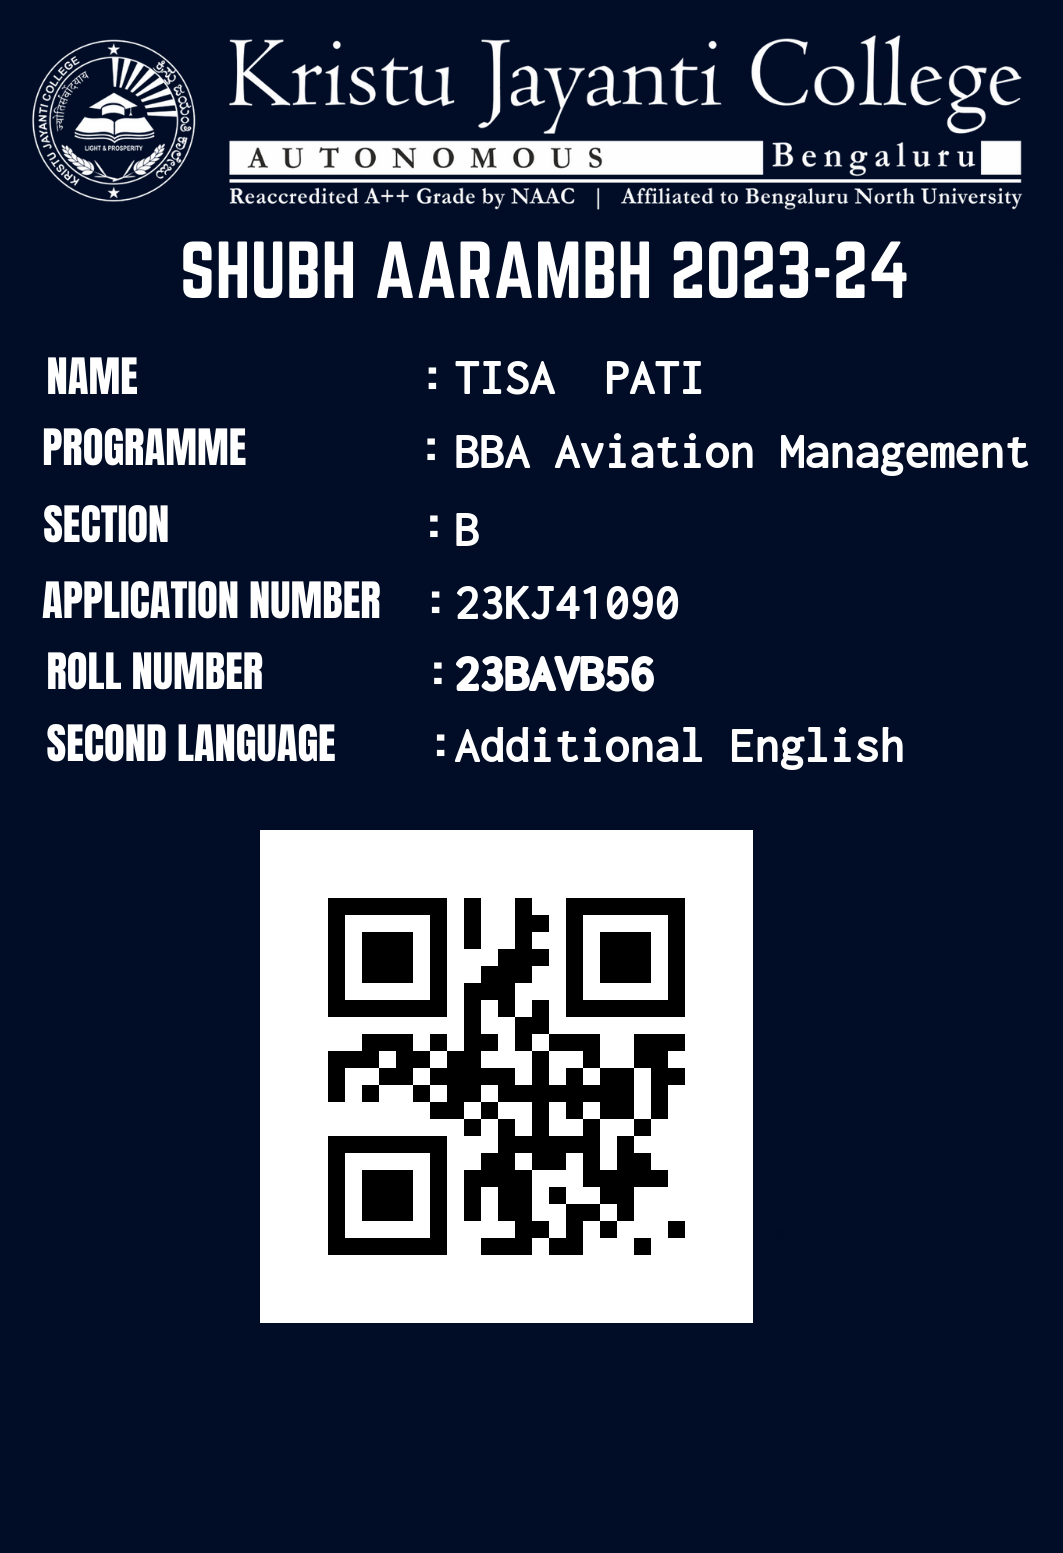 Kristu Jayanti College
AUTONOMOUS Bengaluru
Reaccredited A++ Grade by NAAC | Affiliated to Bengaluru North University
KRISTU JAYANTI COLLEGE
LIGHT & PROSPERITY
SHUBH AARAMBH 2023-24
NAME : TISA PATI
PROGRAMME : BBA Aviation Management
SECTION : B
APPLICATION NUMBER : 23KJ41090
ROLL NUMBER : 23BAVB56
SECOND LANGUAGE : Additional English